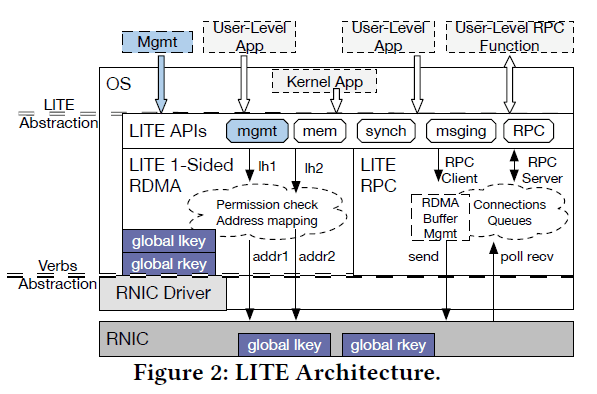 Mgmt
User-Level
App
User-Level
App
User-Level RPC
Function
OS
Kernel App
LITE
Abstraction
LITE APIs
mgmt
mem
synch
msging
RPC
LITE 1-Sided
RDMA
lh1
lh2
LITE
RPC
RPC
Client
RPC
Server
Permission check
Address mapping
RDMA
Buffer
Mgmt
Connections
Queues
global lkey
global rkey
addr1
addr2
send
poll recv
Verbs
Abstraction
RNIC Driver
RNIC
global lkey
global rkey
Figure 2: LITE Architecture.